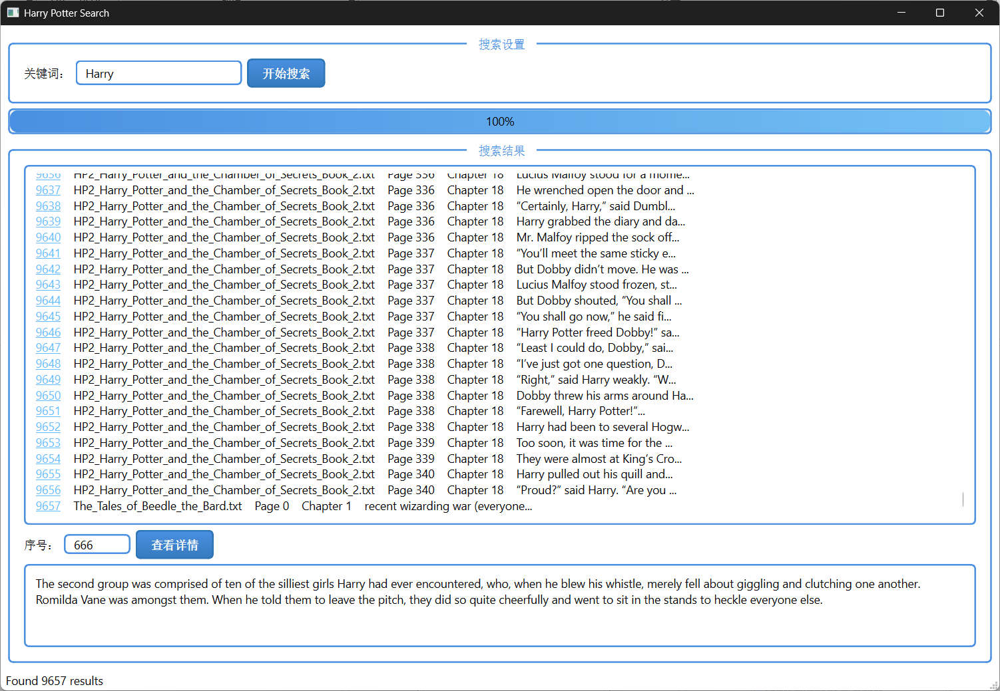 Harry Potter Search
搜索设置
关键词： Harry 开始搜索
100%
搜索结果
9636 HP2_Harry_Potter_and_the_Chamber_of_Secrets_Book_2.txt Page 336 Chapter 18 Lucius Malfoy stood for a mome...
9637 HP2_Harry_Potter_and_the_Chamber_of_Secrets_Book_2.txt Page 336 Chapter 18 He wrenched open the door and ...
9638 HP2_Harry_Potter_and_the_Chamber_of_Secrets_Book_2.txt Page 336 Chapter 18 “Certainly, Harry,” said Dumbl...
9639 HP2_Harry_Potter_and_the_Chamber_of_Secrets_Book_2.txt Page 336 Chapter 18 Harry grabbed the diary and da...
9640 HP2_Harry_Potter_and_the_Chamber_of_Secrets_Book_2.txt Page 336 Chapter 18 Mr. Malfoy ripped the sock off...
9641 HP2_Harry_Potter_and_the_Chamber_of_Secrets_Book_2.txt Page 337 Chapter 18 “You’ll meet the same sticky e...
9642 HP2_Harry_Potter_and_the_Chamber_of_Secrets_Book_2.txt Page 337 Chapter 18 But Dobby didn’t move. He was ...
9643 HP2_Harry_Potter_and_the_Chamber_of_Secrets_Book_2.txt Page 337 Chapter 18 Lucius Malfoy stood frozen, st...
9644 HP2_Harry_Potter_and_the_Chamber_of_Secrets_Book_2.txt Page 337 Chapter 18 But Dobby shouted, “You shall ...
9645 HP2_Harry_Potter_and_the_Chamber_of_Secrets_Book_2.txt Page 337 Chapter 18 “You shall go now,” he said fi...
9646 HP2_Harry_Potter_and_the_Chamber_of_Secrets_Book_2.txt Page 337 Chapter 18 “Harry Potter freed Dobby!” sa...
9647 HP2_Harry_Potter_and_the_Chamber_of_Secrets_Book_2.txt Page 338 Chapter 18 “Least I could do, Dobby,” sai...
9648 HP2_Harry_Potter_and_the_Chamber_of_Secrets_Book_2.txt Page 338 Chapter 18 “I’ve just got one question, D...
9649 HP2_Harry_Potter_and_the_Chamber_of_Secrets_Book_2.txt Page 338 Chapter 18 “Right,” said Harry weakly. “W...
9650 HP2_Harry_Potter_and_the_Chamber_of_Secrets_Book_2.txt Page 338 Chapter 18 Dobby threw his arms around Ha...
9651 HP2_Harry_Potter_and_the_Chamber_of_Secrets_Book_2.txt Page 338 Chapter 18 “Farewell, Harry Potter!”...
9652 HP2_Harry_Potter_and_the_Chamber_of_Secrets_Book_2.txt Page 338 Chapter 18 Harry had been to several Hogw...
9653 HP2_Harry_Potter_and_the_Chamber_of_Secrets_Book_2.txt Page 339 Chapter 18 Too soon, it was time for the ...
9654 HP2_Harry_Potter_and_the_Chamber_of_Secrets_Book_2.txt Page 339 Chapter 18 They were almost at King’s Cro...
9655 HP2_Harry_Potter_and_the_Chamber_of_Secrets_Book_2.txt Page 340 Chapter 18 Harry pulled out his quill and...
9656 HP2_Harry_Potter_and_the_Chamber_of_Secrets_Book_2.txt Page 340 Chapter 18 “Proud?” said Harry. “Are you ...
9657 The_Tales_of_Beedle_the_Bard.txt Page 0 Chapter 1 recent wizarding war (everyone...
序号： 666 查看详情
The second group was comprised of ten of the silliest girls Harry had ever encountered, who, when he blew his whistle, merely fell about giggling and clutching one another.
Romilda Vane was amongst them. When he told them to leave the pitch, they did so quite cheerfully and went to sit in the stands to heckle everyone else.
Found 9657 results